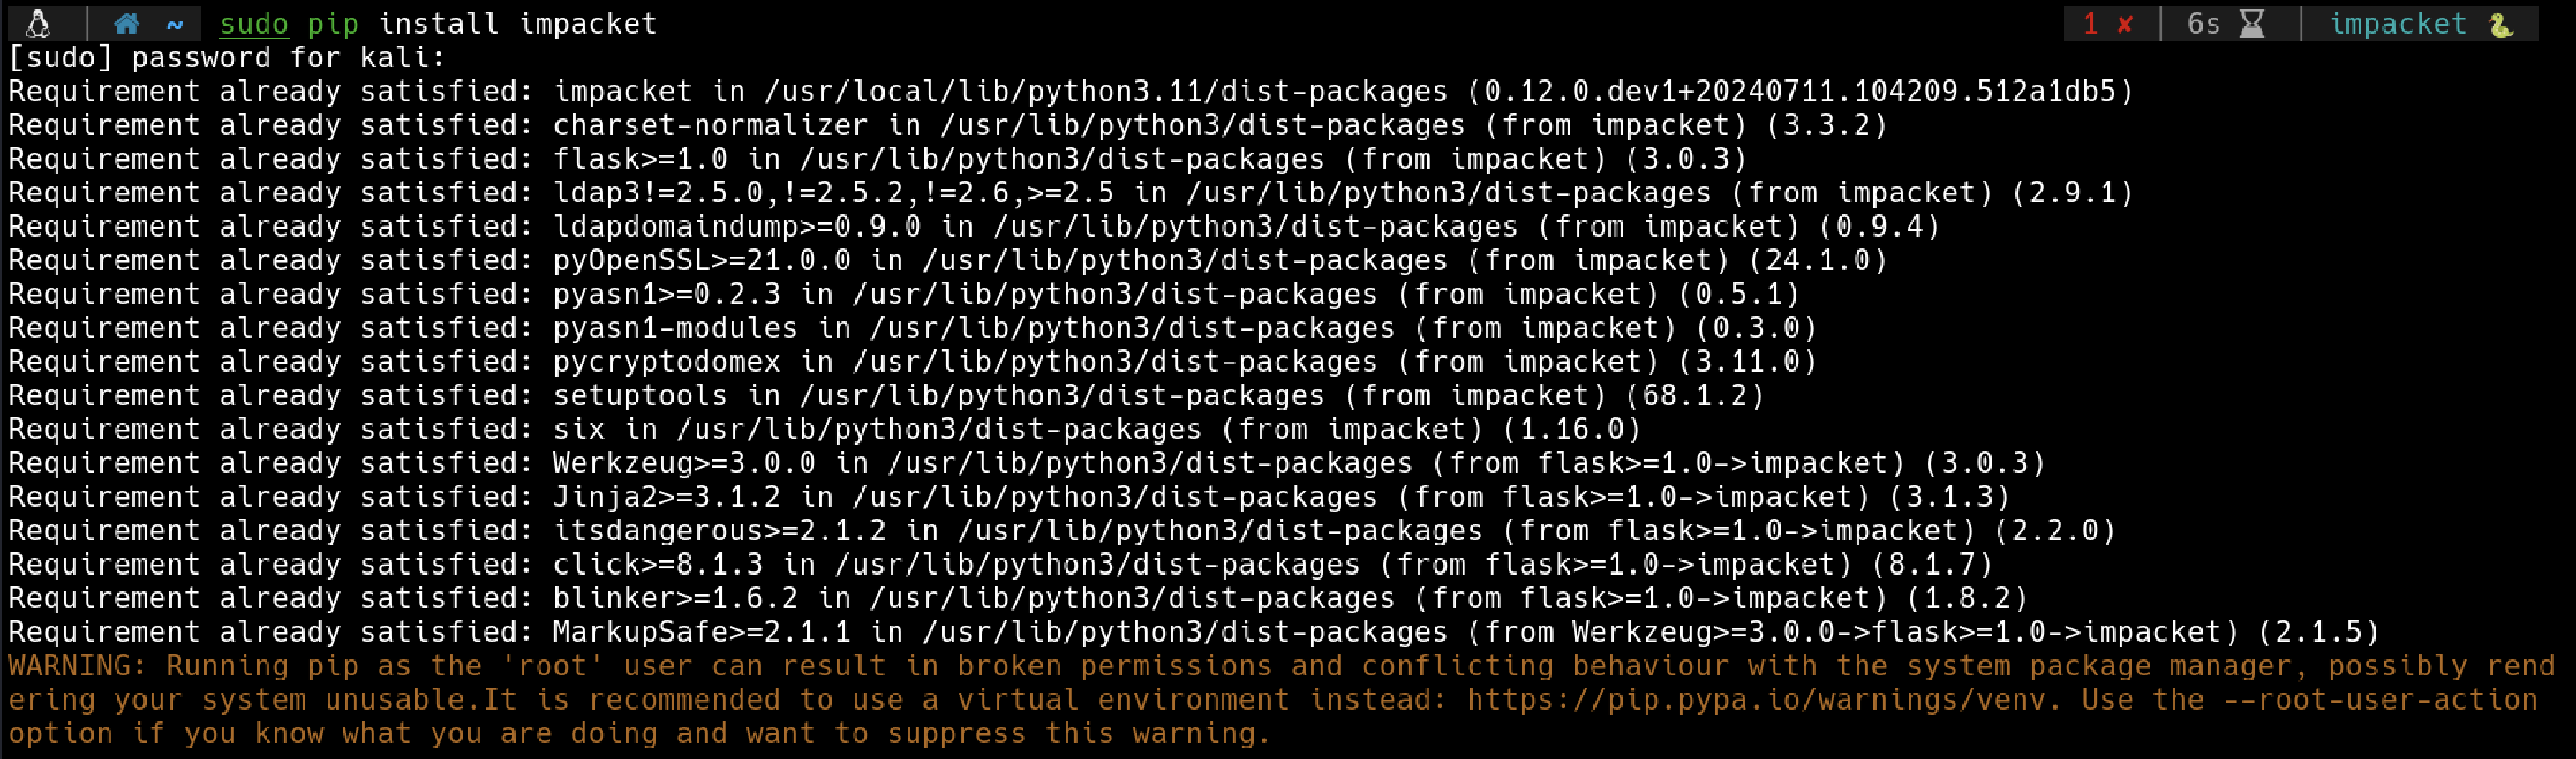 ~ sudo pip install impacket 1 ✘ 6s impacket
[sudo] password for kali:
Requirement already satisfied: impacket in /usr/local/lib/python3.11/dist-packages (0.12.0.dev1+20240711.104209.512a1db5)
Requirement already satisfied: charset-normalizer in /usr/lib/python3/dist-packages (from impacket) (3.3.2)
Requirement already satisfied: flask>=1.0 in /usr/lib/python3/dist-packages (from impacket) (3.0.3)
Requirement already satisfied: ldap3!=2.5.0,!=2.5.2,!=2.6,>=2.5 in /usr/lib/python3/dist-packages (from impacket) (2.9.1)
Requirement already satisfied: ldapdomaindump>=0.9.0 in /usr/lib/python3/dist-packages (from impacket) (0.9.4)
Requirement already satisfied: pyOpenSSL>=21.0.0 in /usr/lib/python3/dist-packages (from impacket) (24.1.0)
Requirement already satisfied: pyasn1>=0.2.3 in /usr/lib/python3/dist-packages (from impacket) (0.5.1)
Requirement already satisfied: pyasn1-modules in /usr/lib/python3/dist-packages (from impacket) (0.3.0)
Requirement already satisfied: pycryptodomex in /usr/lib/python3/dist-packages (from impacket) (3.11.0)
Requirement already satisfied: setuptools in /usr/lib/python3/dist-packages (from impacket) (68.1.2)
Requirement already satisfied: six in /usr/lib/python3/dist-packages (from impacket) (1.16.0)
Requirement already satisfied: Werkzeug>=3.0.0 in /usr/lib/python3/dist-packages (from flask>=1.0->impacket) (3.0.3)
Requirement already satisfied: Jinja2>=3.1.2 in /usr/lib/python3/dist-packages (from flask>=1.0->impacket) (3.1.3)
Requirement already satisfied: itsdangerous>=2.1.2 in /usr/lib/python3/dist-packages (from flask>=1.0->impacket) (2.2.0)
Requirement already satisfied: click>=8.1.3 in /usr/lib/python3/dist-packages (from flask>=1.0->impacket) (8.1.7)
Requirement already satisfied: blinker>=1.6.2 in /usr/lib/python3/dist-packages (from flask>=1.0->impacket) (1.8.2)
Requirement already satisfied: MarkupSafe>=2.1.1 in /usr/lib/python3/dist-packages (from Werkzeug>=3.0.0->flask>=1.0->impacket) (2.1.5)
WARNING: Running pip as the 'root' user can result in broken permissions and conflicting behaviour with the system package manager, possibly rend
ering your system unusable.It is recommended to use a virtual environment instead: https://pip.pypa.io/warnings/venv. Use the --root-user-action
option if you know what you are doing and want to suppress this warning.